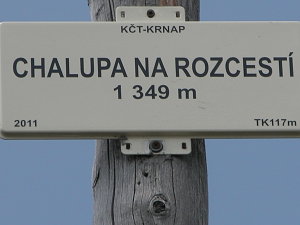 KČT-KRNAP
CHALUPA NA ROZCESTÍ
1 349 m
2011 TK117m